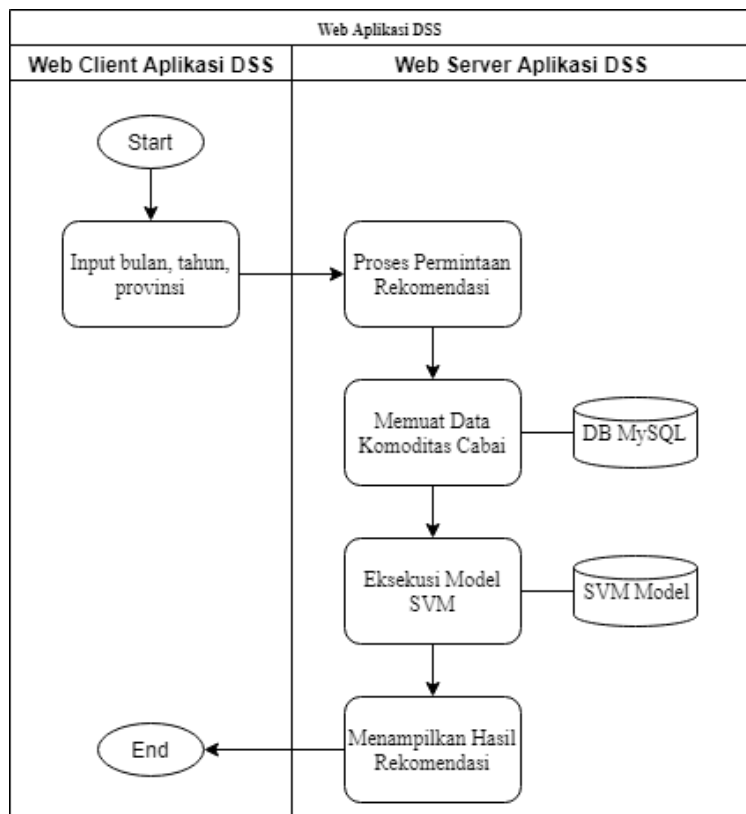 Web Aplikasi DSS
Web Client Aplikasi DSS
Web Server Aplikasi DSS
Start
Input bulan, tahun,
provinsi
Proses Permintaan
Rekomendasi
Memuat Data
Komoditas Cabai
DB MySQL
Eksekusi Model
SVM
SVM Model
Menampilkan Hasil
Rekomendasi
End